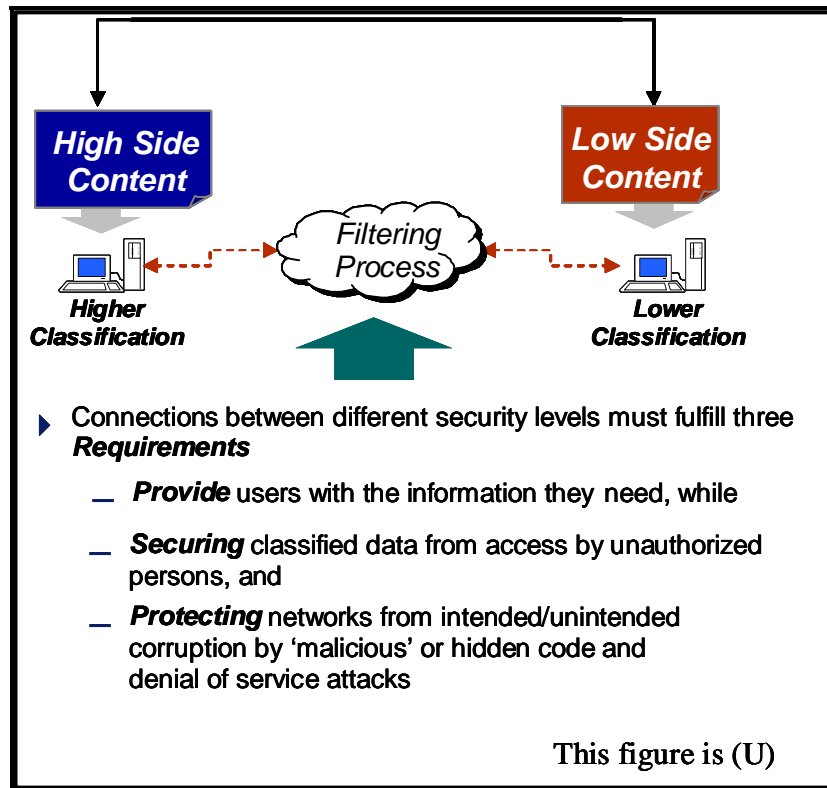 High Side
Content
Low Side
Content
Filtering
Process
Higher
Classification
Lower
Classification
Connections between different security levels must fulfill three
Requirements
Provide users with the information they need, while
Securing classified data from access by unauthorized
persons, and
Protecting networks from intended/unintended
corruption by ‘malicious’ or hidden code and
denial of service attacks
This figure is (U)